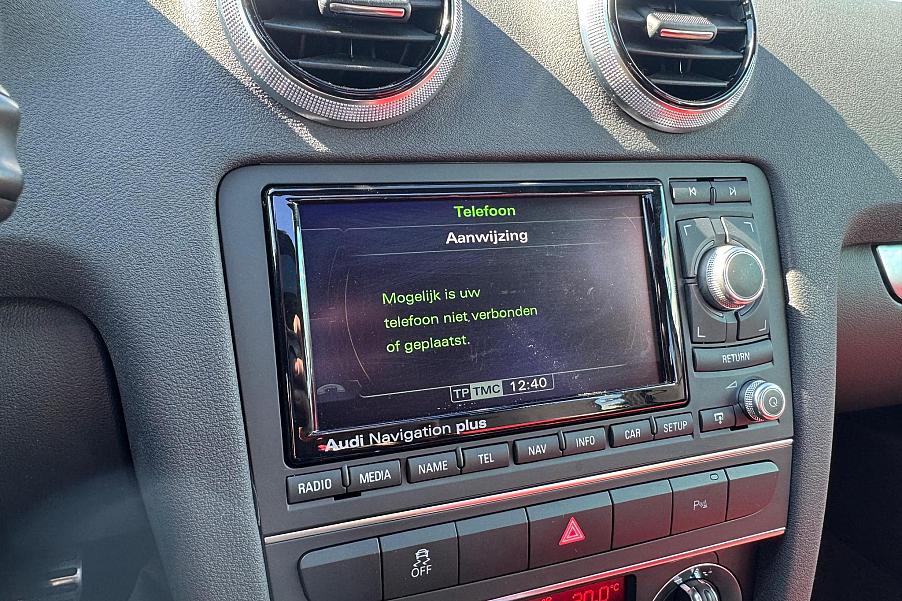 Telefoon
Aanwijzing
Mogelijk is uw
telefoon niet verbonden
of geplaatst.
TP TMC 12:40
RETURN
Audi Navigation plus
RADIO MEDIA NAME TEL NAV INFO CAR SETUP
OFF
P